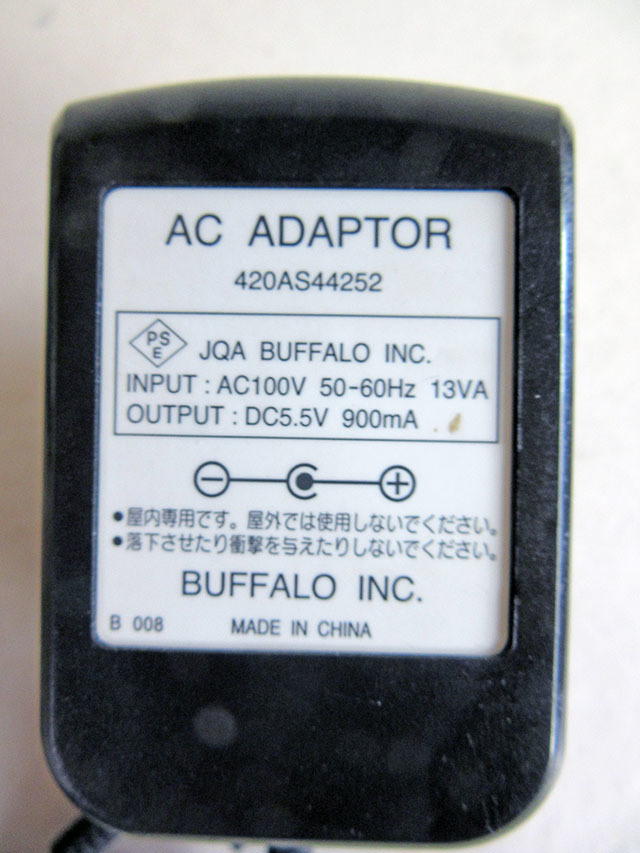 AC ADAPTOR
420AS44252
PS
E
JQA BUFFALO INC.
INPUT : AC100V 50-60Hz 13VA
OUTPUT : DC5.5V 900mA
●屋内専用です。屋外では使用しないでください。
●落下させたり衝撃を与えたりしないでください。
BUFFALO INC.
B 008 MADE IN CHINA